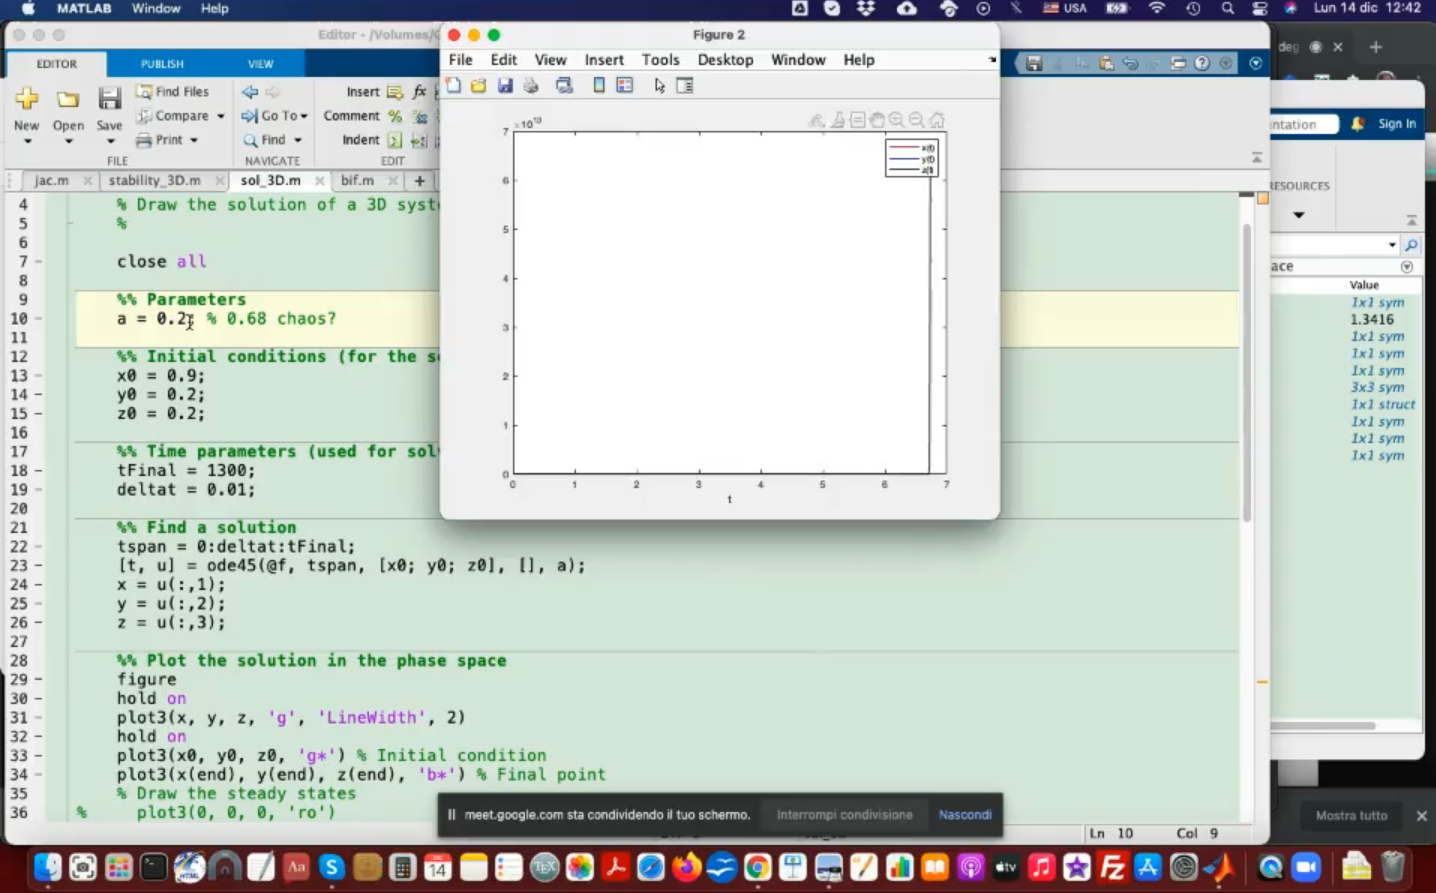 MATLAB Window Help
USA
Lun 14 dic 12:42
Editor - /Volumes/
Figure 2
EDITOR PUBLISH VIEW
File Edit View Insert Tools Desktop Window Help
New Open Save
Find Files
Compare
Print
Go To
Find
Insert fx
Comment %
Indent
FILE NAVIGATE EDIT
Sign In
jac.m stability_3D.m sol_3D.m bif.m
4 % Draw the solution of a 3D
5 %
6
7 close all
8
9 %% Parameters
10 a = 0.2; % 0.68 chaos?
11
12 %% Initial conditions (for the
13 x0 = 0.9;
14 y0 = 0.2;
15 z0 = 0.2;
16
17 %% Time parameters (used for
18 tFinal = 1300;
19 deltat = 0.01;
20
21 %% Find a solution
22 tspan = 0:deltat:tFinal;
23 [t, u] = ode45(@f, tspan, [x0; y0; z0], [], a);
24 x = u(:,1);
25 y = u(:,2);
26 z = u(:,3);
27
28 %% Plot the solution in the phase space
29 figure
30 hold on
31 plot3(x, y, z, 'g', 'LineWidth', 2)
32 hold on
33 plot3(x0, y0, z0, 'g*') % Initial condition
34 plot3(x(end), y(end), z(end), 'b*') % Final point
35 % Draw the steady states
36 % plot3(0, 0, 0, 'ro')
7
6
5
4
3
2
1
0
0 1 2 3 4 5 6 7
t
x(t)
y(t)
z(t)
Value
1x1 sym
1.3416
1x1 sym
1x1 sym
1x1 sym
3x3 sym
1x1 struct
1x1 sym
1x1 sym
1x1 sym
meet.google.com sta condividendo il tuo schermo. Interrompi condivisione Nascondi
Mostra tutto
Ln 10 Col 9